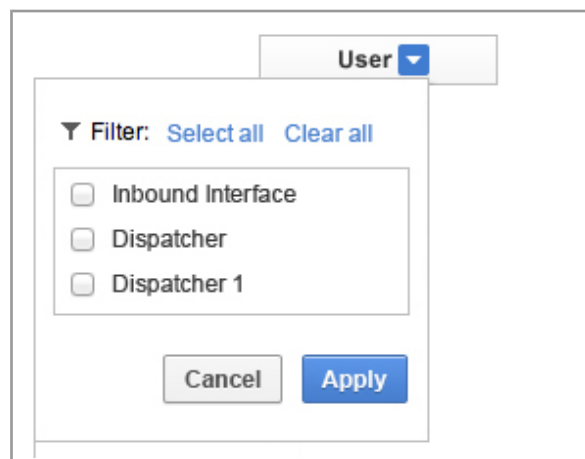 User
Filter: Select all Clear all
Inbound Interface
Dispatcher
Dispatcher 1
Cancel Apply